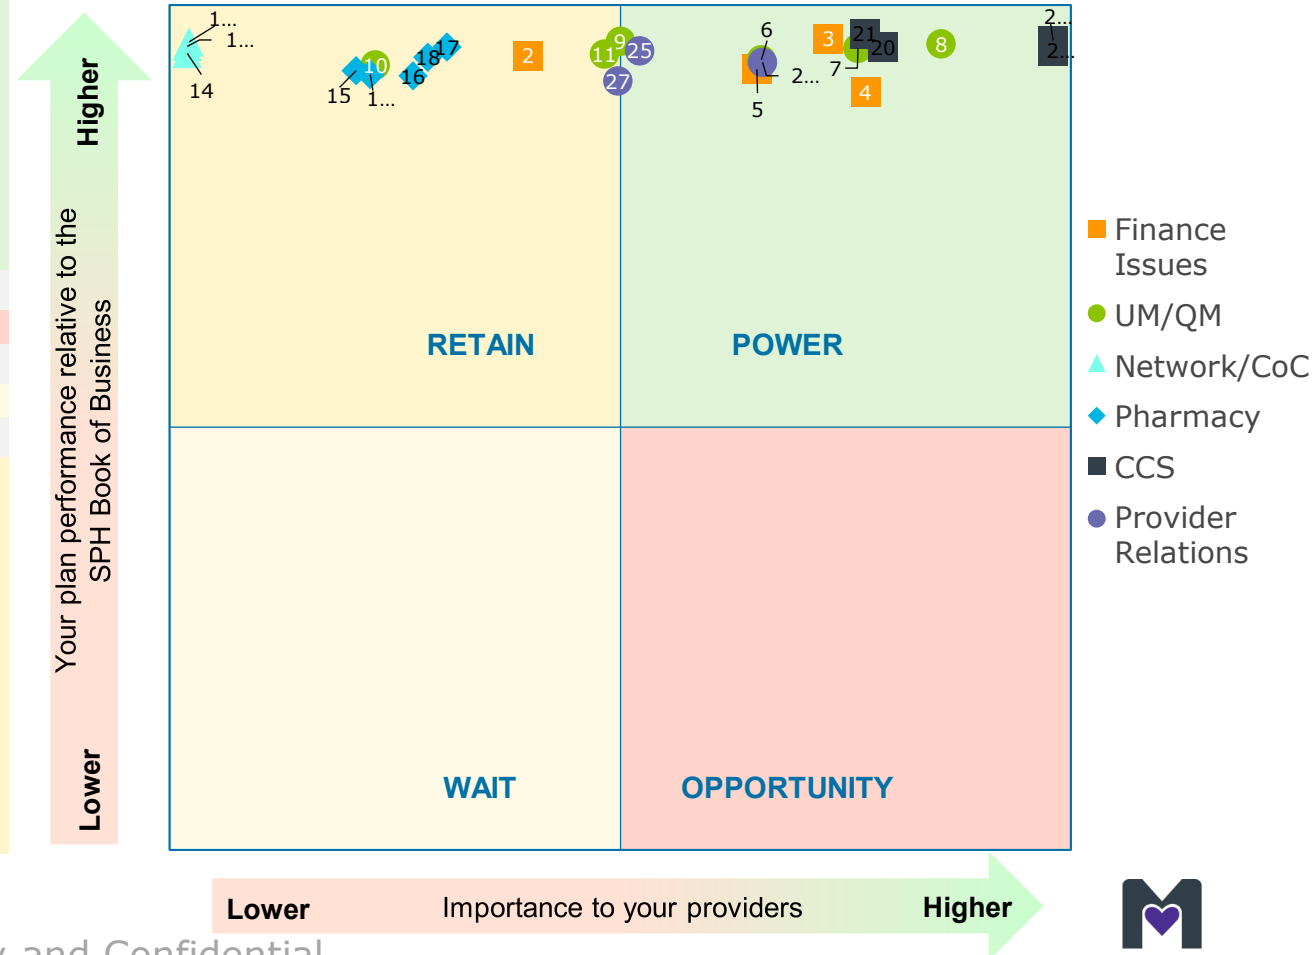 Higher
Your plan performance relative to the
SPH Book of Business
Lower
1…
1…
14
15
10
1…
16
18
17
2
11
9
25
27
6
2…
5
3
21
20
7
4
8
2…
2…
RETAIN
POWER
WAIT
OPPORTUNITY
Finance
Issues
UM/QM
Network/CoC
Pharmacy
CCS
Provider
Relations
Lower
Importance to your providers
Higher
y and Confidential